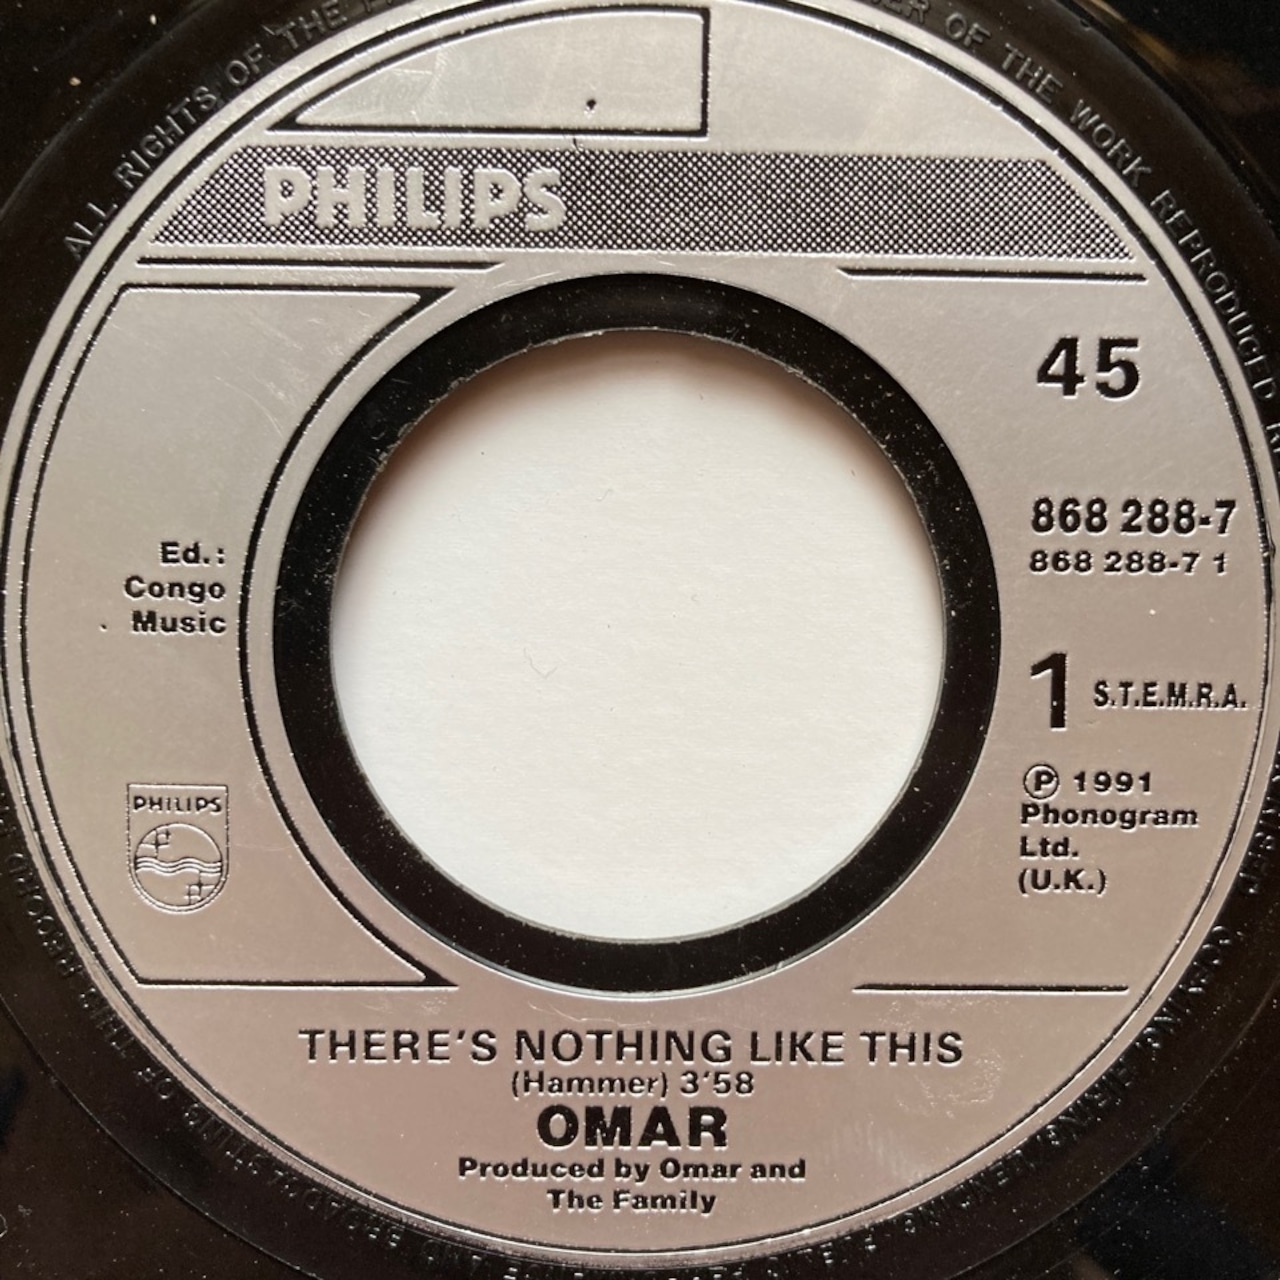 ALL RIGHTS OF THE
OF THE WORK REPRODUCED
PHILIPS
45
868 288-7
868 288-7 1
Ed.:
Congo
Music
1 S.T.E.M.R.A.
PHILIPS
Ⓟ 1991
Phonogram
Ltd.
(U.K.)
THERE'S NOTHING LIKE THIS
(Hammer) 3'58
OMAR
Produced by Omar and
The Family